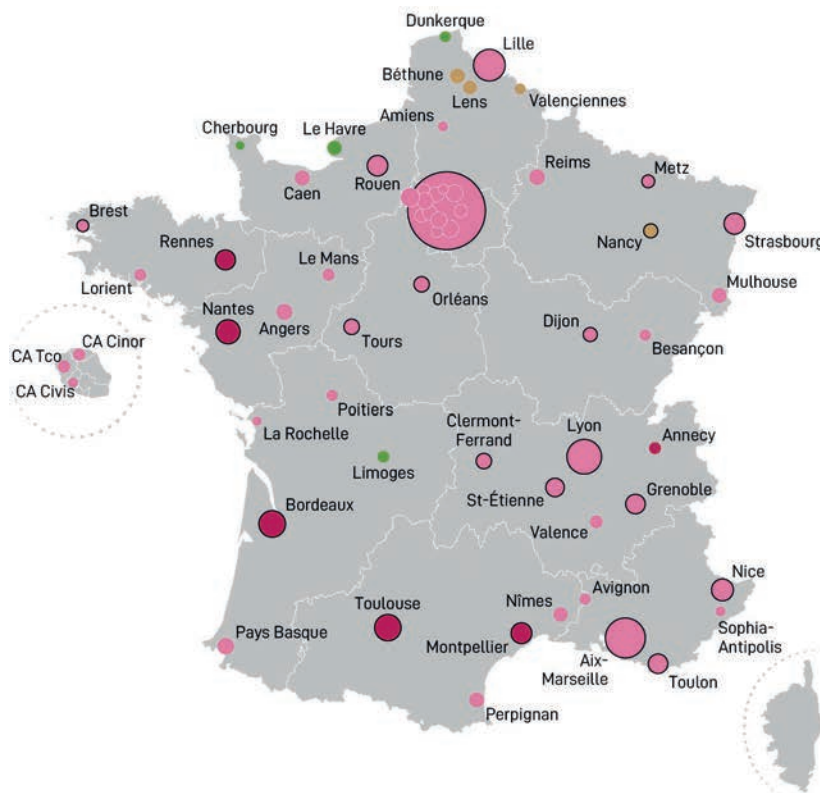 Dunkerque
Lille
Béthune
Lens
Valenciennes
Amiens
Cherbourg
Le Havre
Rouen
Caen
Reims
Metz
Brest
Rennes
Nancy
Strasbourg
Le Mans
Lorient
Orléans
Mulhouse
Nantes
Angers
Tours
Dijon
Besançon
CA Cinor
CA Tco
CA Civis
Poitiers
La Rochelle
Clermont-
Ferrand
Lyon
Annecy
Limoges
St-Étienne
Grenoble
Bordeaux
Valence
Nice
Avignon
Toulouse
Nîmes
Sophia-
Antipolis
Pays Basque
Montpellier
Aix-
Marseille
Toulon
Perpignan